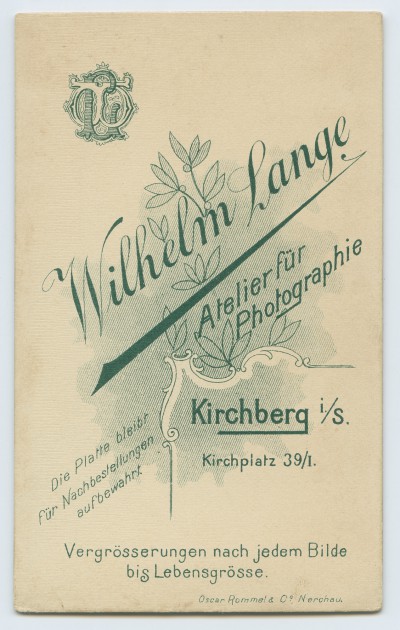 Wilhelm Lange
Atelier für
Photographie
Kirchberg i/S.
Kirchplatz 39/I.
Die Platte bleibt
für Nachbestellungen
aufbewahrt.
Vergrösserungen nach jedem Bilde
bis Lebensgrösse.
Oscar Rommel & Co. Nerchau.